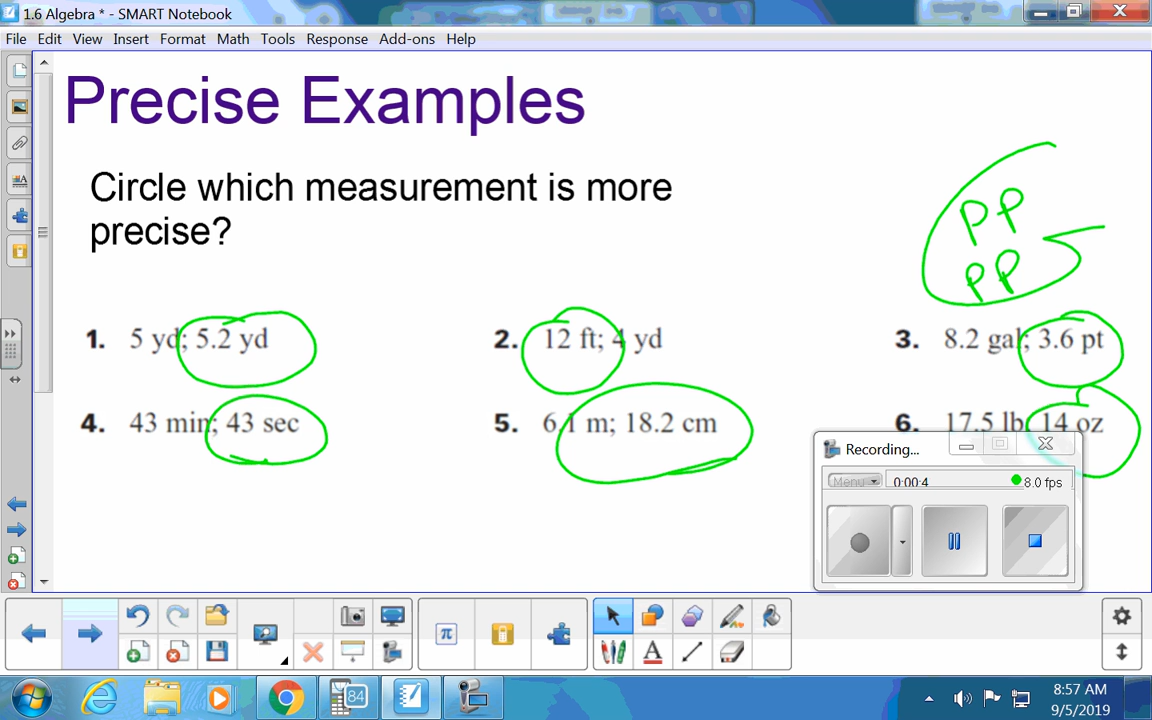 1.6 Algebra * - SMART Notebook
File Edit View Insert Format Math Tools Response Add-ons Help
Precise Examples
Circle which measurement is more
precise?
PP
PP
1. 5 yd; 5.2 yd 2. 12 ft; 4 yd 3. 8.2 gal; 3.6 pt
4. 43 min; 43 sec 5. 6.1 m; 18.2 cm 6. 17.5 lb; 14 oz
Recording...
Menu 0:00:4 8.0 fps
π
A
84
8:57 AM
9/5/2019